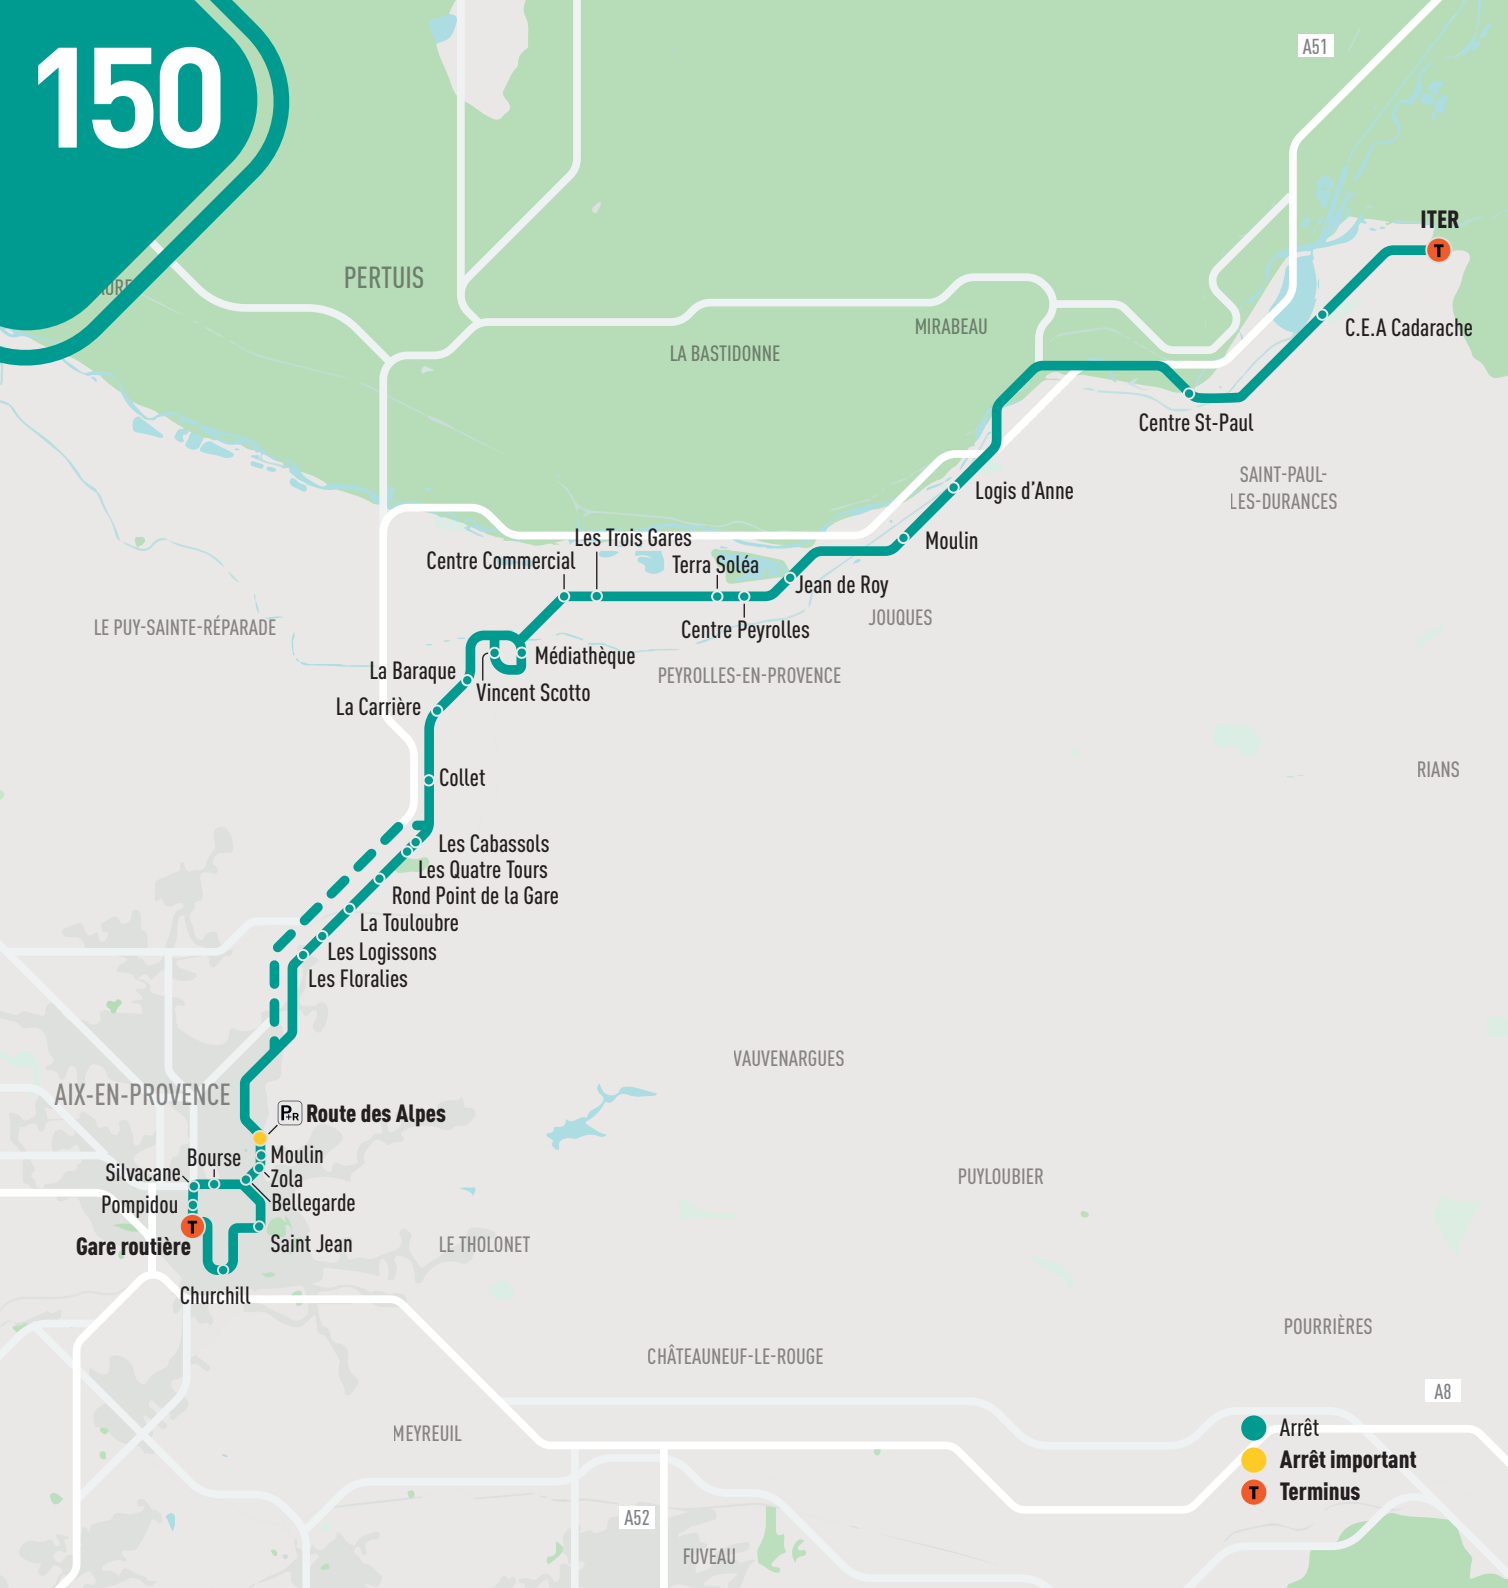 150
A51
ITER
PERTUIS
MIRABEAU
C.E.A Cadarache
LA BASTIDONNE
Centre St-Paul
SAINT-PAUL-
LES-DURANCES
Logis d'Anne
Les Trois Gares
Moulin
Centre Commercial
Terra Soléa
Jean de Roy
JOUQUES
LE PUY-SAINTE-RÉPARADE
Centre Peyrolles
Médiathèque
La Baraque
PEYROLLES-EN-PROVENCE
Vincent Scotto
La Carrière
RIANS
Collet
Les Cabassols
Les Quatre Tours
Rond Point de la Gare
La Touloubre
Les Logissons
Les Floralies
VAUVENARGUES
AIX-EN-PROVENCE
P+R Route des Alpes
Moulin
Bourse
Silvacane
Zola
PUYLOUBIER
Bellegarde
Pompidou
T
Gare routière
Saint Jean
LE THOLONET
Churchill
POURRIÈRES
CHÂTEAUNEUF-LE-ROUGE
A8
MEYREUIL
Arrêt
Arrêt important
T Terminus
A52
FUVEAU
T